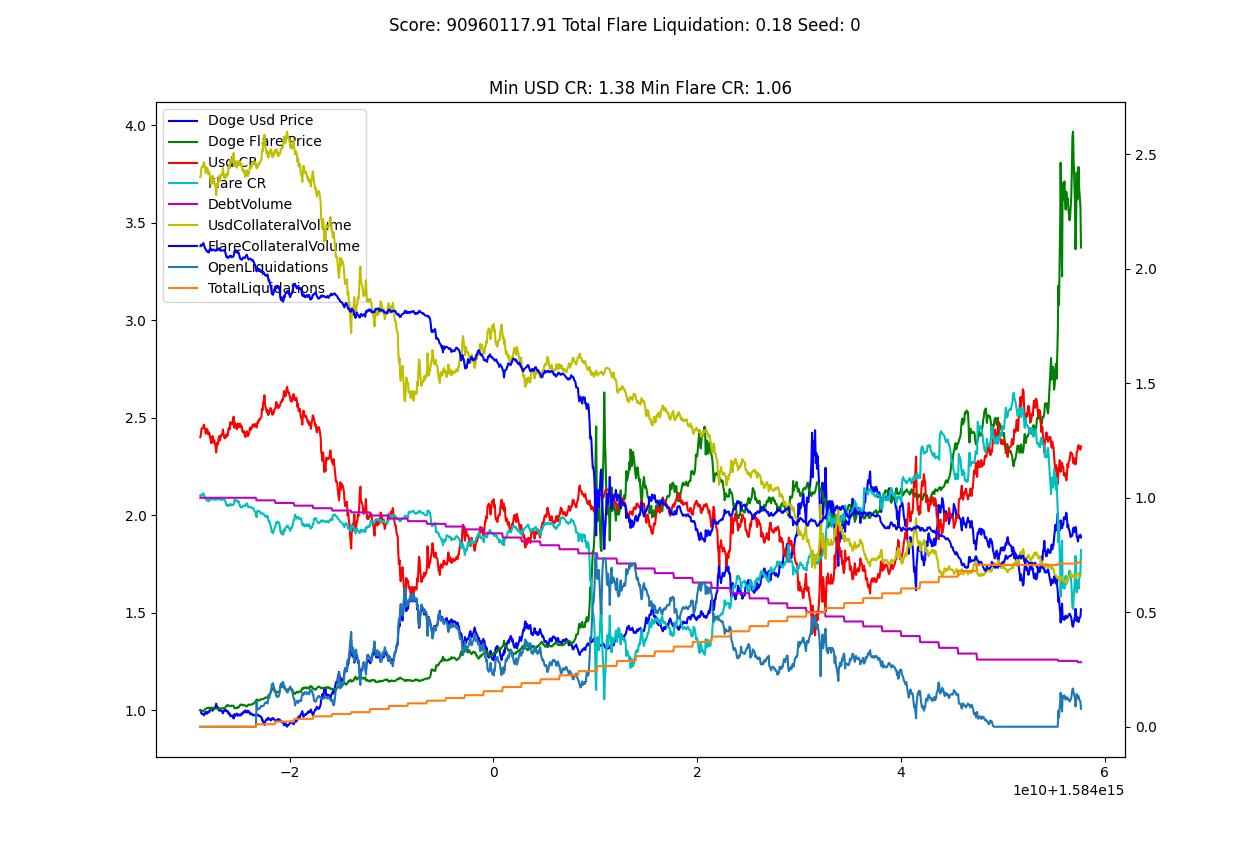 Score: 90960117.91 Total Flare Liquidation: 0.18 Seed: 0
Min USD CR: 1.38 Min Flare CR: 1.06
Doge Usd Price
Doge Flare Price
Usd CR
Flare CR
DebtVolume
UsdCollateralVolume
FlareCollateralVolume
OpenLiquidations
TotalLiquidations
4.0
3.5
3.0
2.5
2.0
1.5
1.0
2.5
2.0
1.5
1.0
0.5
0.0
−2
0
2
4
6
1e10+1.584e15